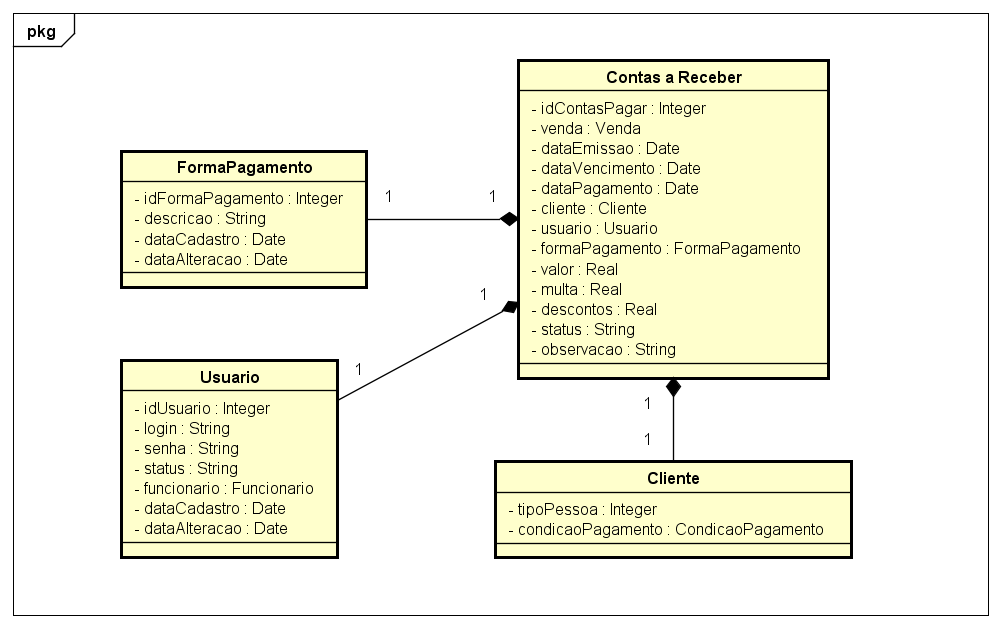 pkg
Contas a Receber
- idContasPagar : Integer
- venda : Venda
- dataEmissao : Date
- dataVencimento : Date
- dataPagamento : Date
- cliente : Cliente
- usuario : Usuario
- formaPagamento : FormaPagamento
- valor : Real
- multa : Real
- descontos : Real
- status : String
- observacao : String
FormaPagamento
- idFormaPagamento : Integer
- descricao : String
- dataCadastro : Date
- dataAlteracao : Date
1
1
1
1
Usuario
- idUsuario : Integer
- login : String
- senha : String
- status : String
- funcionario : Funcionario
- dataCadastro : Date
- dataAlteracao : Date
1
1
Cliente
- tipoPessoa : Integer
- condicaoPagamento : CondicaoPagamento